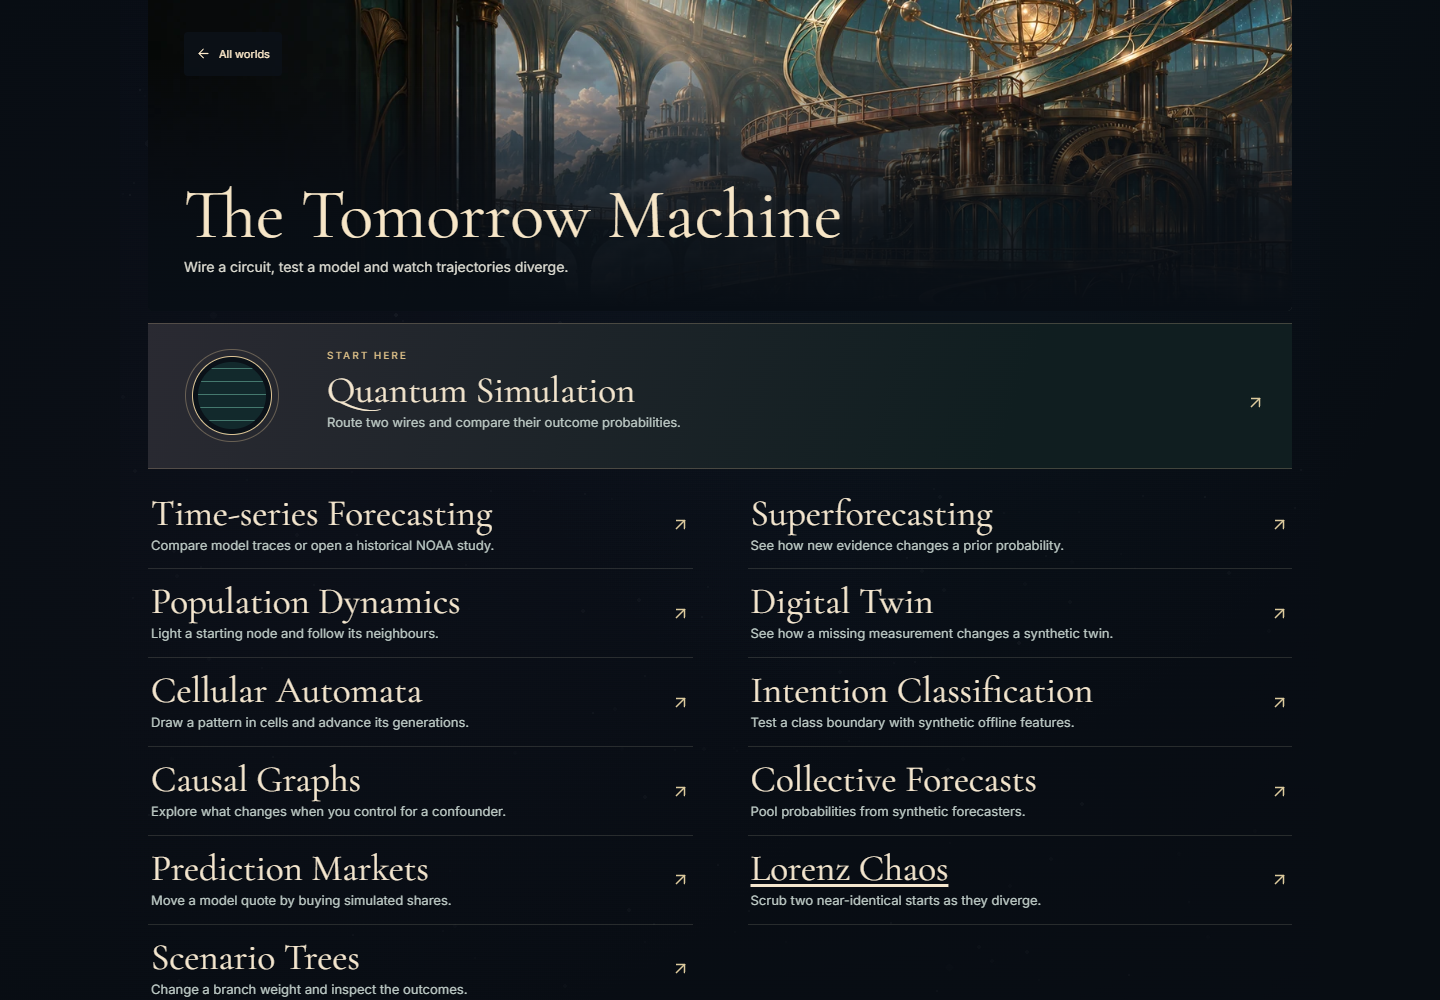 All worlds
The Tomorrow Machine
Wire a circuit, test a model and watch trajectories diverge.
START HERE
Quantum Simulation
Route two wires and compare their outcome probabilities.
Time-series Forecasting
Compare model traces or open a historical NOAA study.
Superforecasting
See how new evidence changes a prior probability.
Population Dynamics
Light a starting node and follow its neighbours.
Digital Twin
See how a missing measurement changes a synthetic twin.
Cellular Automata
Draw a pattern in cells and advance its generations.
Intention Classification
Test a class boundary with synthetic offline features.
Causal Graphs
Explore what changes when you control for a confounder.
Collective Forecasts
Pool probabilities from synthetic forecasters.
Prediction Markets
Move a model quote by buying simulated shares.
Lorenz Chaos
Scrub two near-identical starts as they diverge.
Scenario Trees
Change a branch weight and inspect the outcomes.